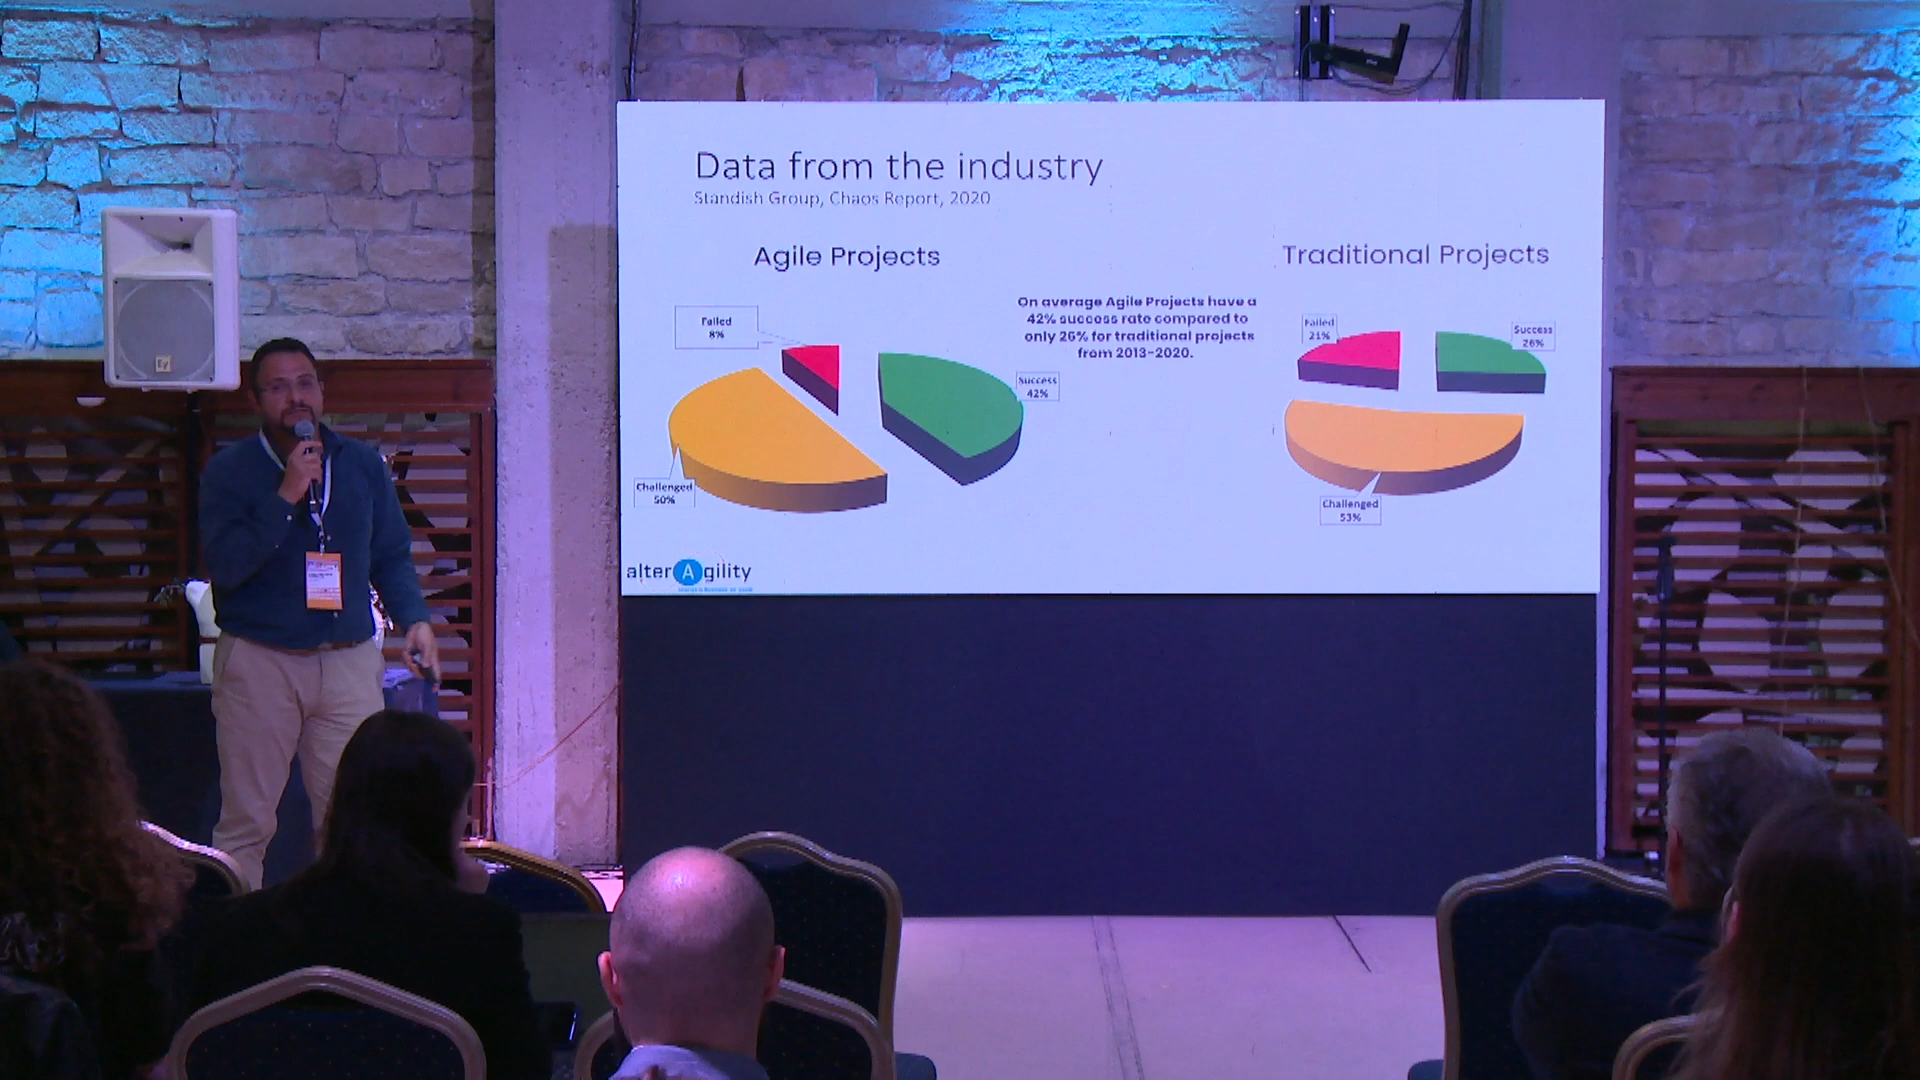 Data from the industry
Standish Group, Chaos Report, 2020
Agile Projects
Failed
8%
Success
42%
Challenged
50%
On average Agile Projects have a
42% success rate compared to
only 26% for traditional projects
from 2013-2020.
Traditional Projects
Failed
21%
Success
26%
Challenged
53%
alterAgility